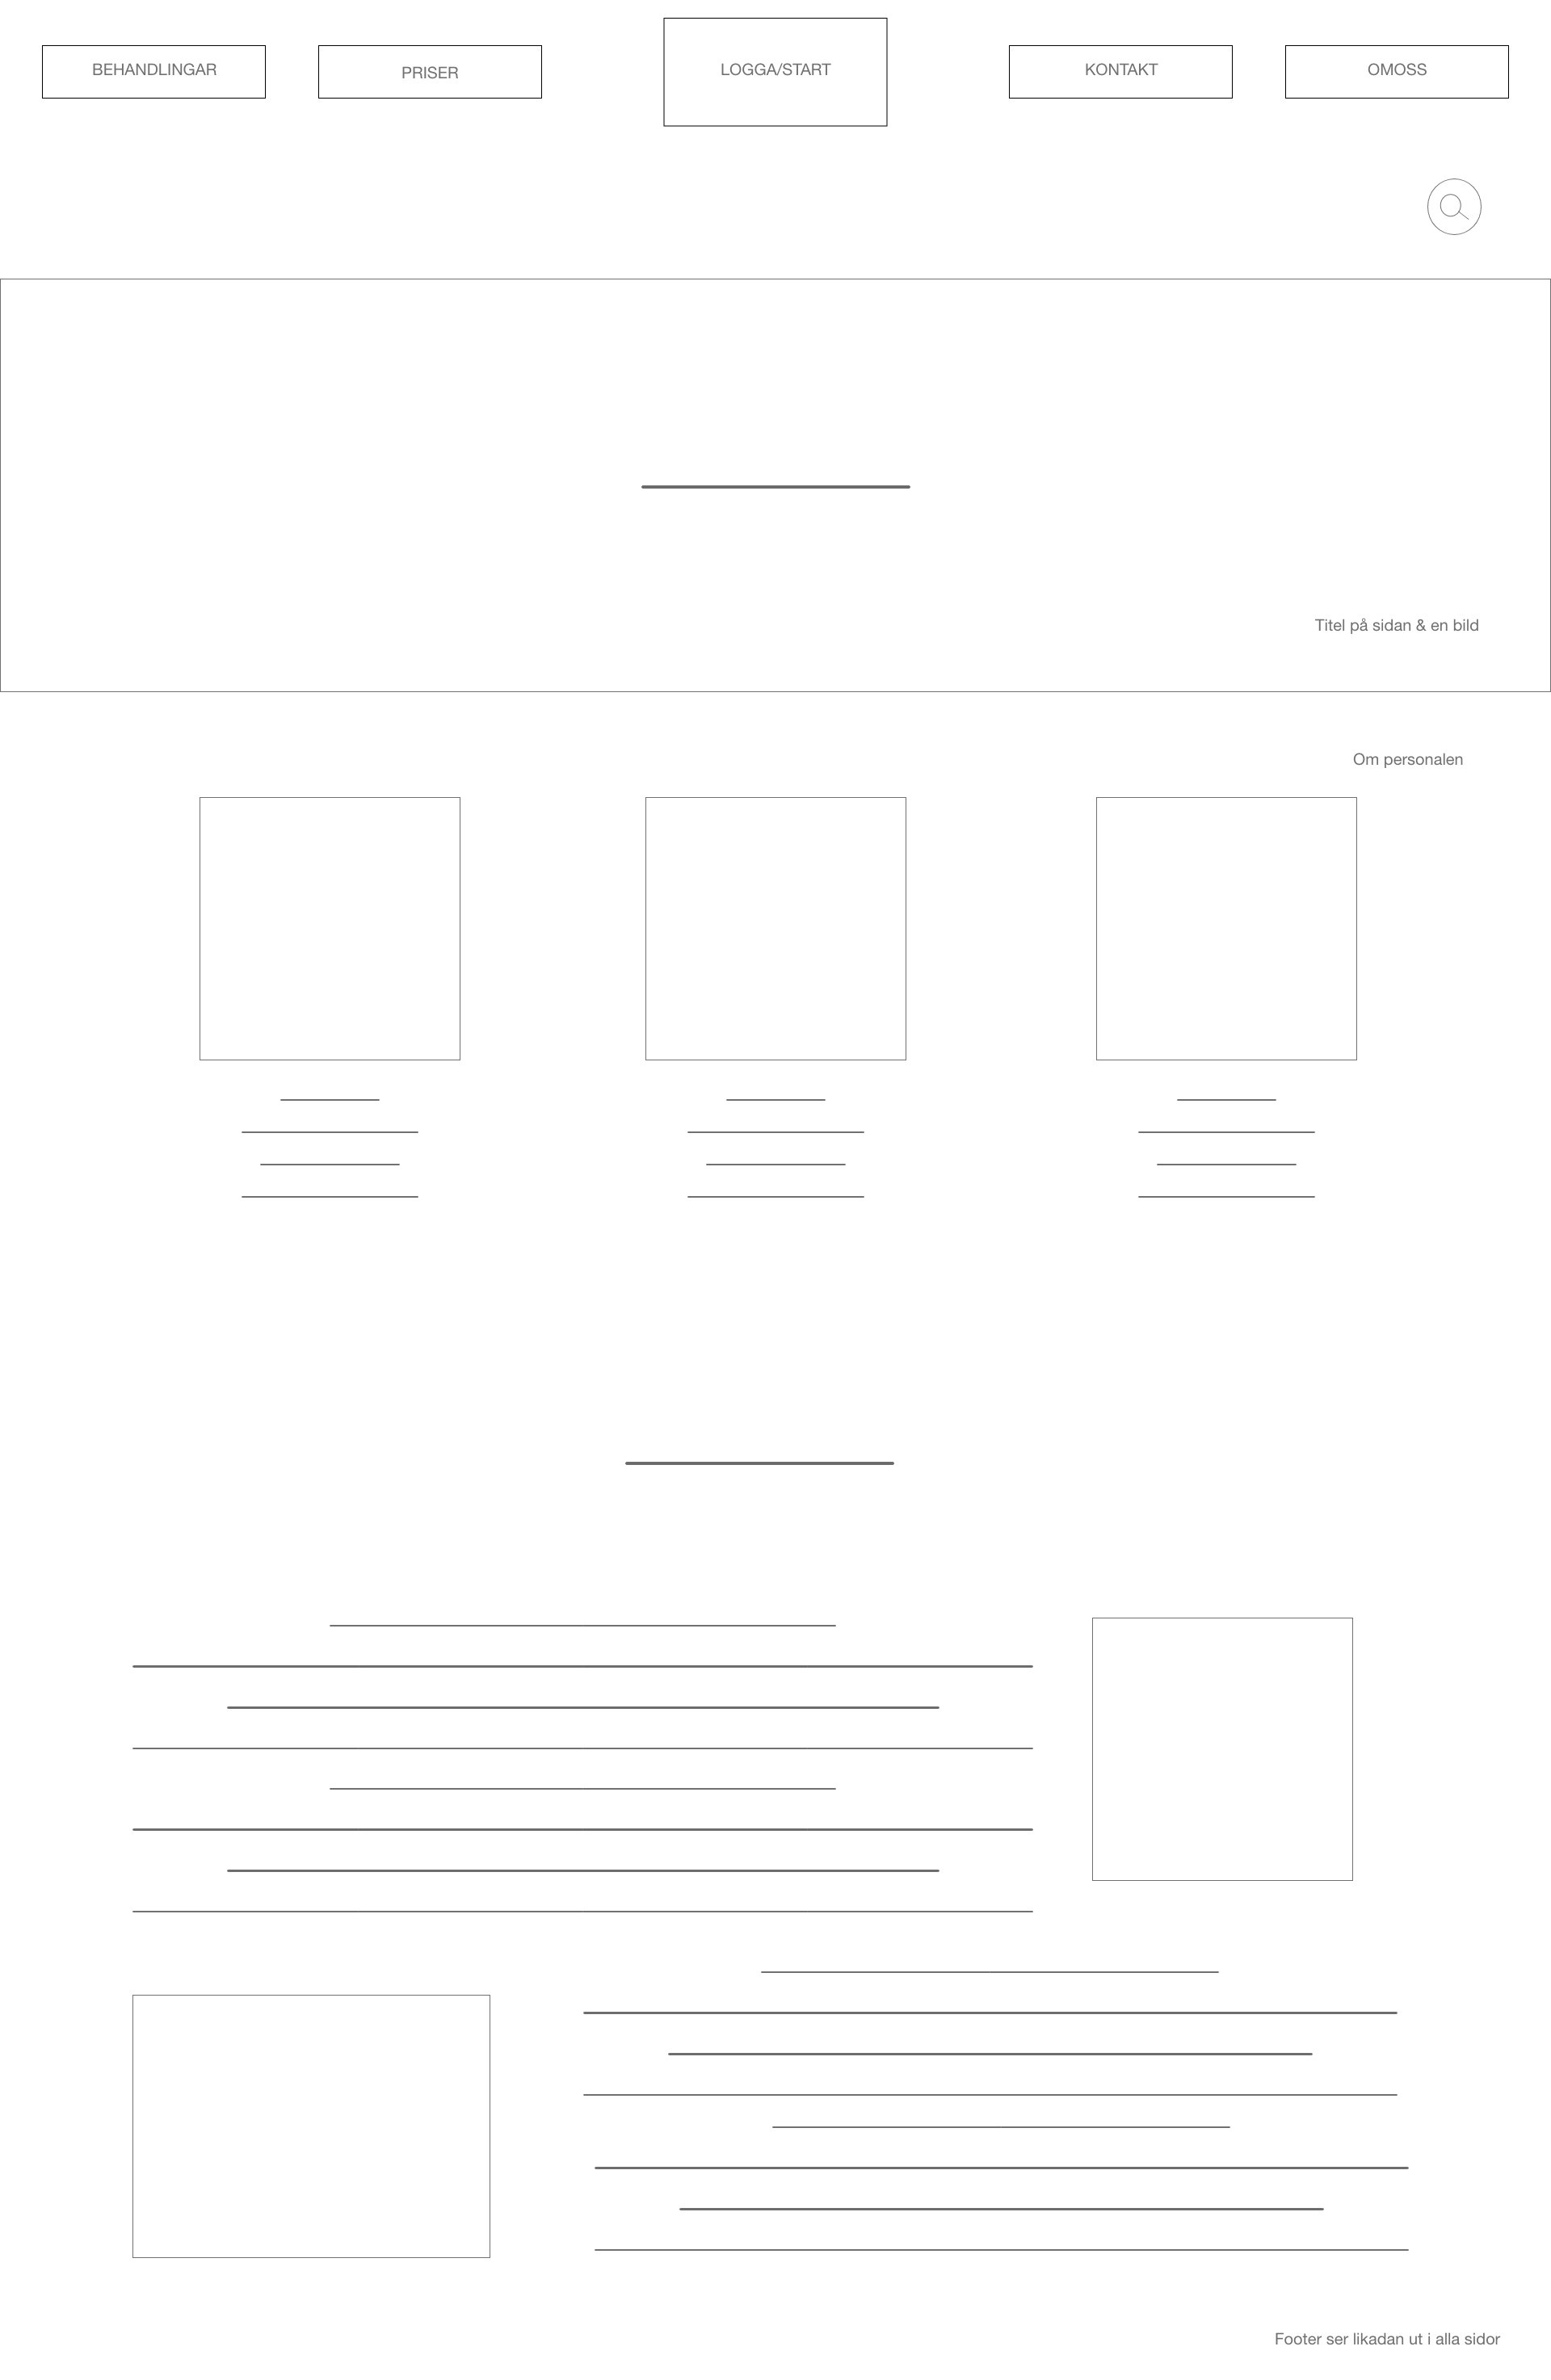 BEHANDLINGAR
PRISER
LOGGA/START
KONTAKT
OMOSS
Titel på sidan & en bild
Om personalen
Footer ser likadan ut i alla sidor